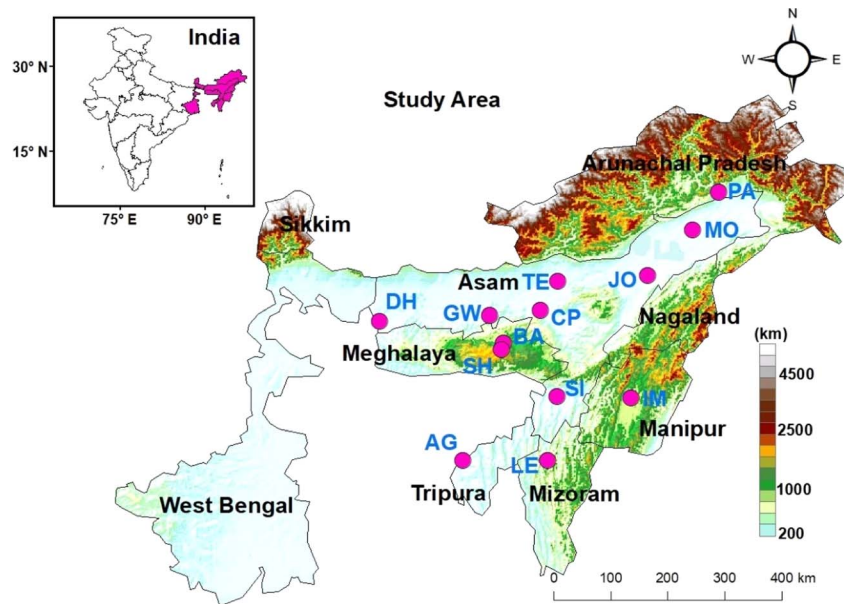 India
30° N
15° N
75° E
90° E
Study Area
N
W
E
S
Arunachal Pradesh
PA
Sikkim
MO
Assam
TE
JO
DH
GW
CP
Nagaland
BA
Meghalaya
SH
(km)
4500
SI
IM
2500
Manipur
AG
LE
1000
Tripura
Mizoram
West Bengal
200
0 100 200 300 400 km